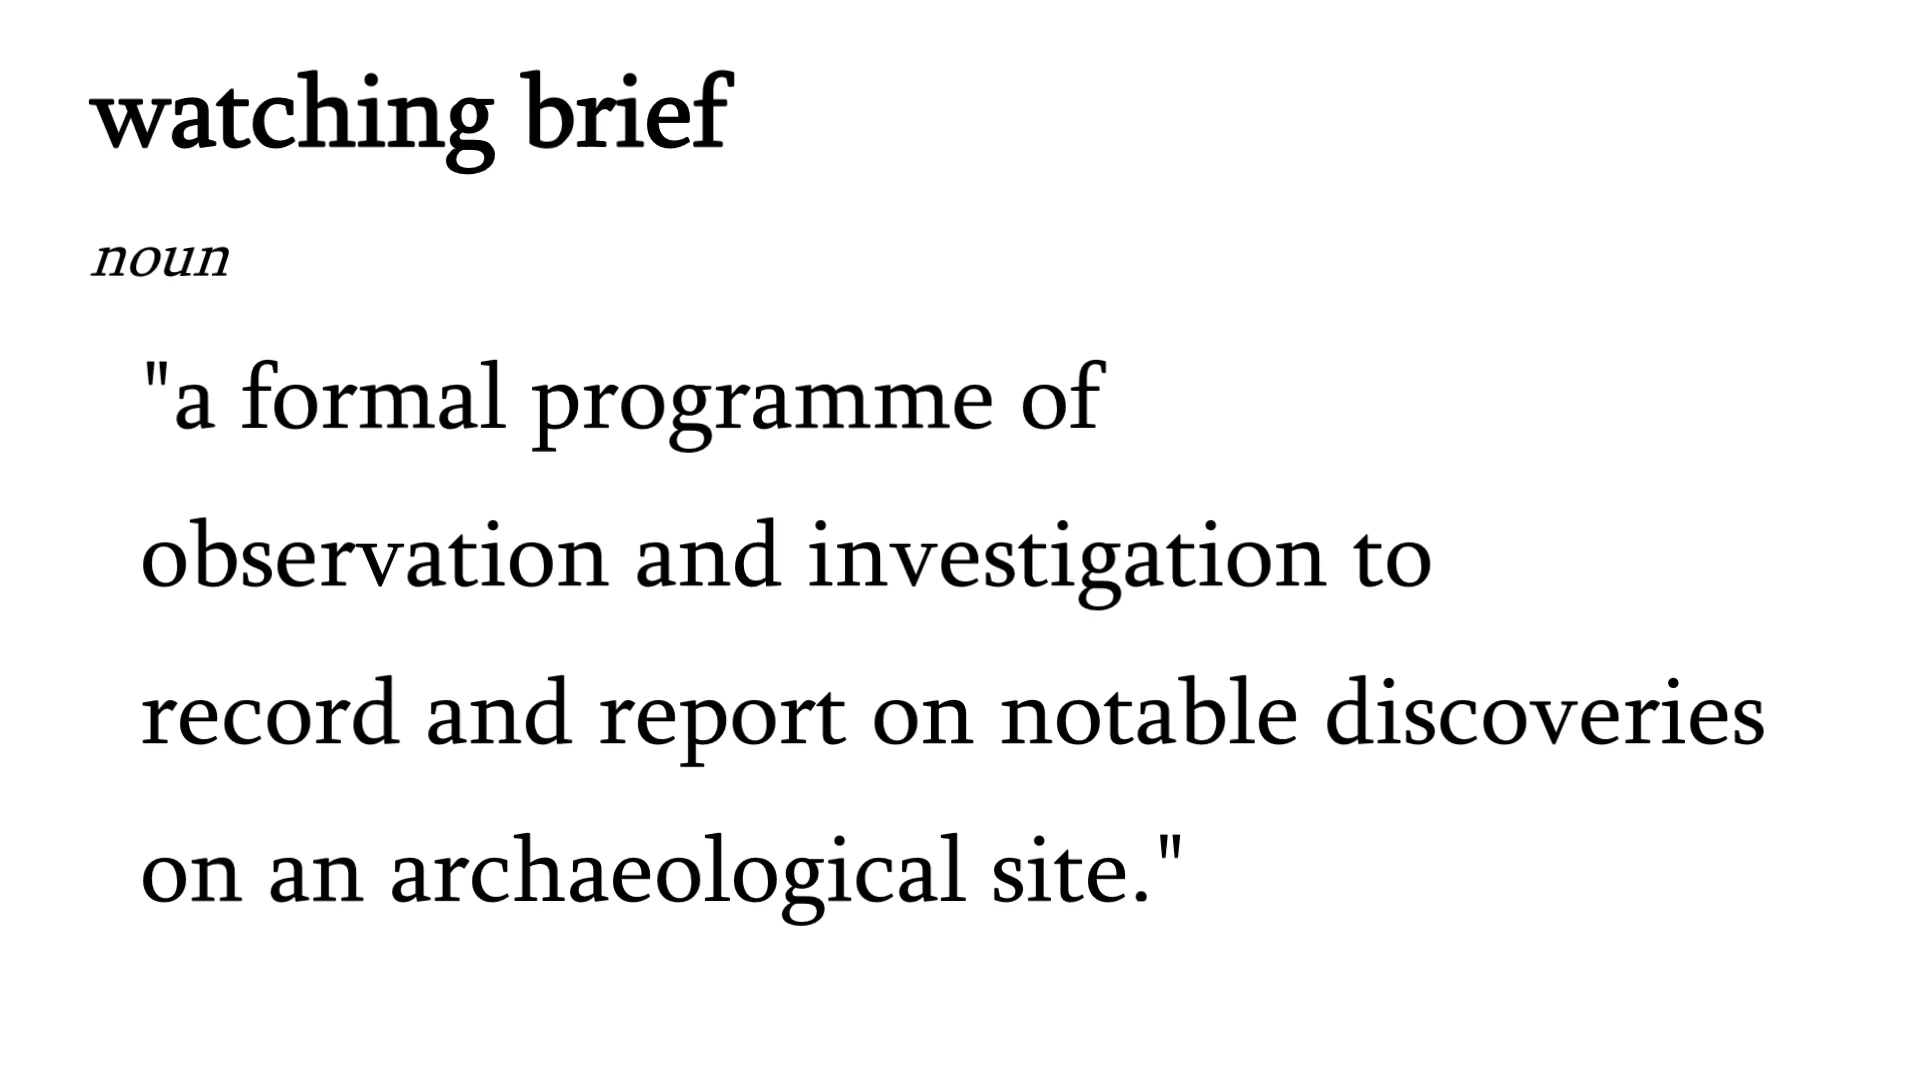 watching brief
noun
"a formal programme of
observation and investigation to
record and report on notable discoveries
on an archaeological site."